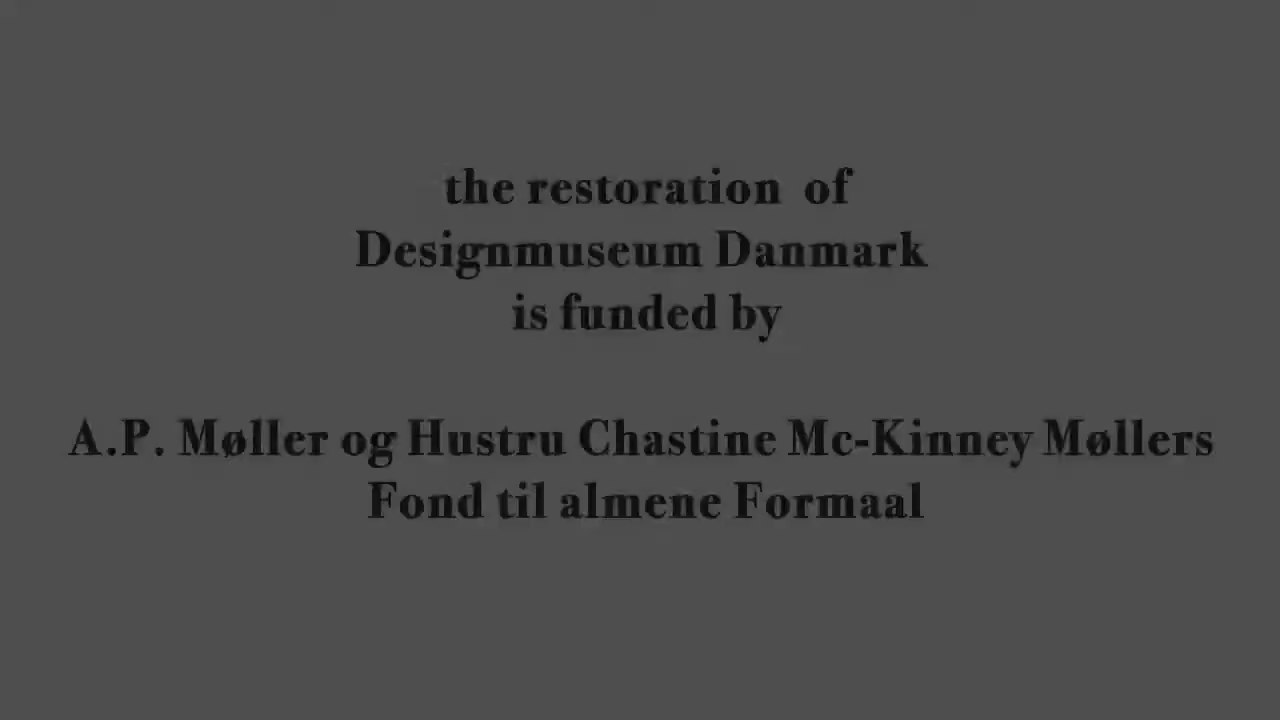 the restoration of
Designmuseum Danmark
is funded by
A.P. Møller og Hustru Chastine Mc-Kinney Møllers
Fond til almene Formaal